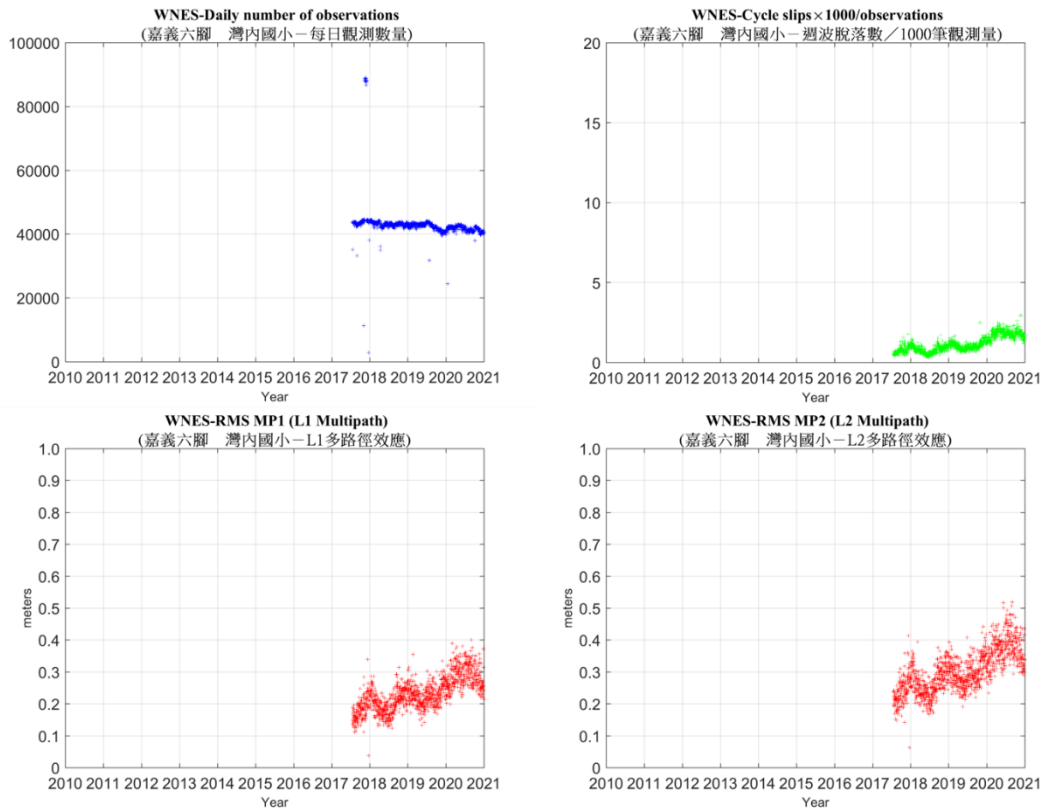 WNES-Daily number of observations
(嘉義六腳　灣內國小－每日觀測數量)
100000
80000
60000
40000
20000
0
2010 2011 2012 2013 2014 2015 2016 2017 2018 2019 2020 2021
Year
WNES-Cycle slips×1000/observations
(嘉義六腳　灣內國小－週波脫落數／1000筆觀測量)
20
15
10
5
0
2010 2011 2012 2013 2014 2015 2016 2017 2018 2019 2020 2021
Year
WNES-RMS MP1 (L1 Multipath)
(嘉義六腳　灣內國小－L1多路徑效應)
1.0
0.9
0.8
0.7
0.6
0.5
0.4
0.3
0.2
0.1
0
meters
2010 2011 2012 2013 2014 2015 2016 2017 2018 2019 2020 2021
Year
WNES-RMS MP2 (L2 Multipath)
(嘉義六腳　灣內國小－L2多路徑效應)
1.0
0.9
0.8
0.7
0.6
0.5
0.4
0.3
0.2
0.1
0
meters
2010 2011 2012 2013 2014 2015 2016 2017 2018 2019 2020 2021
Year